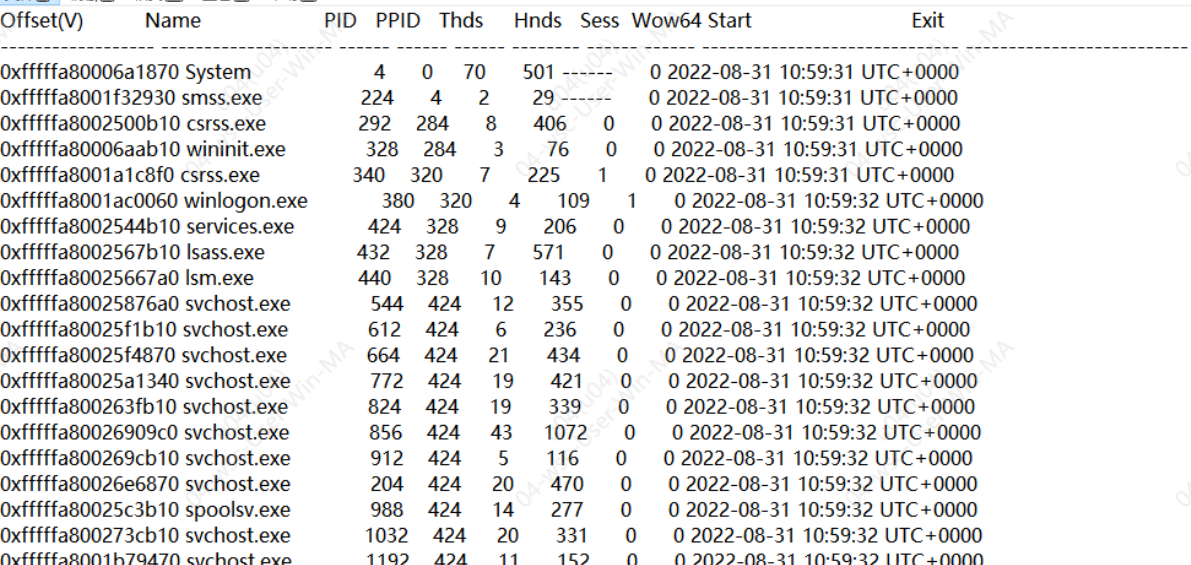 Offset(V) Name PID PPID Thds Hnds Sess Wow64 Start Exit
------------------ -------------------- ------ ------ ------ -------- ------ ------ ------------------------------ ------------------------------
0xfffffa80006a1870 System 4 0 70 501 ------ 0 2022-08-31 10:59:31 UTC+0000
0xfffffa8001f32930 smss.exe 224 4 2 29 ------ 0 2022-08-31 10:59:31 UTC+0000
0xfffffa8002500b10 csrss.exe 292 284 8 406 0 0 2022-08-31 10:59:31 UTC+0000
0xfffffa80006aab10 wininit.exe 328 284 3 76 0 0 2022-08-31 10:59:31 UTC+0000
0xfffffa8001a1c8f0 csrss.exe 340 320 7 225 1 0 2022-08-31 10:59:31 UTC+0000
0xfffffa8001ac0060 winlogon.exe 380 320 4 109 1 0 2022-08-31 10:59:32 UTC+0000
0xfffffa8002544b10 services.exe 424 328 9 206 0 0 2022-08-31 10:59:32 UTC+0000
0xfffffa8002567b10 lsass.exe 432 328 7 571 0 0 2022-08-31 10:59:32 UTC+0000
0xfffffa80025667a0 lsm.exe 440 328 10 143 0 0 2022-08-31 10:59:32 UTC+0000
0xfffffa80025876a0 svchost.exe 544 424 12 355 0 0 2022-08-31 10:59:32 UTC+0000
0xfffffa80025f1b10 svchost.exe 612 424 6 236 0 0 2022-08-31 10:59:32 UTC+0000
0xfffffa80025f4870 svchost.exe 664 424 21 434 0 0 2022-08-31 10:59:32 UTC+0000
0xfffffa80025a1340 svchost.exe 772 424 19 421 0 0 2022-08-31 10:59:32 UTC+0000
0xfffffa800263fb10 svchost.exe 824 424 19 339 0 0 2022-08-31 10:59:32 UTC+0000
0xfffffa80026909c0 svchost.exe 856 424 43 1072 0 0 2022-08-31 10:59:32 UTC+0000
0xfffffa800269cb10 svchost.exe 912 424 5 116 0 0 2022-08-31 10:59:32 UTC+0000
0xfffffa80026e6870 svchost.exe 204 424 20 470 0 0 2022-08-31 10:59:32 UTC+0000
0xfffffa80025c3b10 spoolsv.exe 988 424 14 277 0 0 2022-08-31 10:59:32 UTC+0000
0xfffffa800273cb10 svchost.exe 1032 424 20 331 0 0 2022-08-31 10:59:32 UTC+0000
0xfffffa8001b79470 svchost.exe 1192 424 11 152 0 0 2022-08-31 10:59:32 UTC+0000